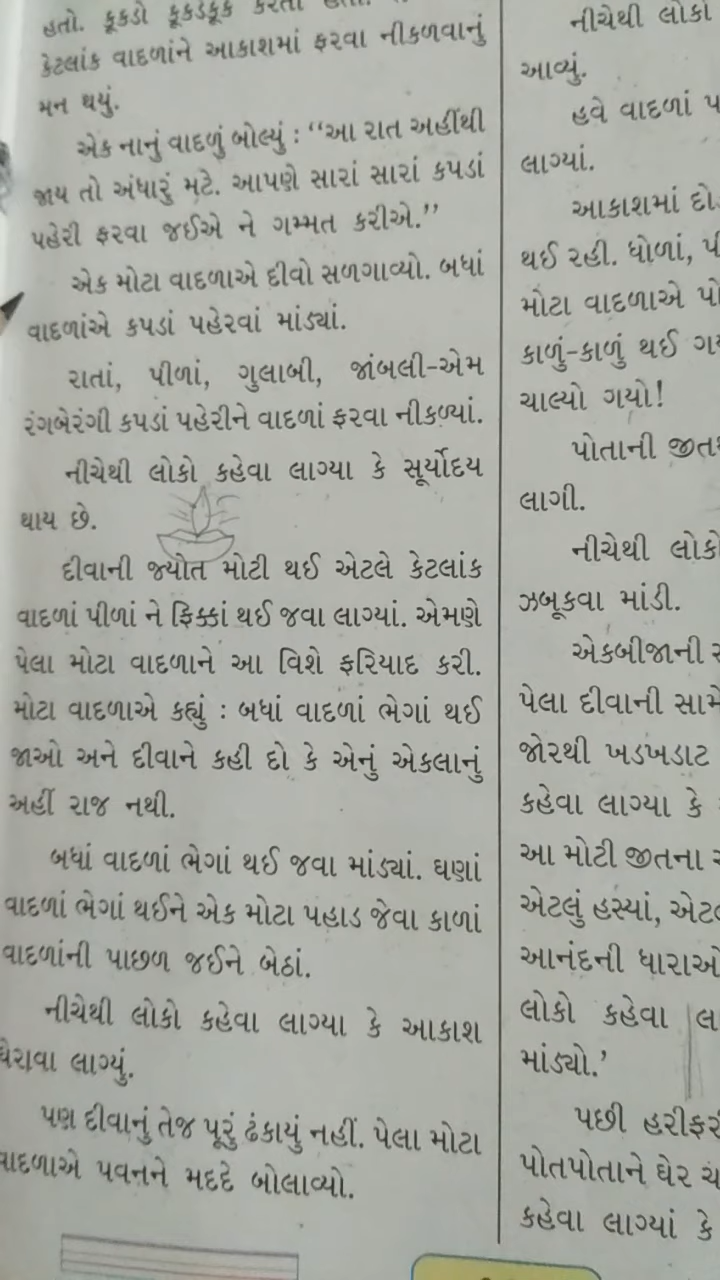 હતો. કૂકડો કૂકડેકૂક કરતો
કેટલાંક વાદળાંને આકાશમાં ફરવા નીકળવાનું
મન થયું.
એક નાનું વાદળું બોલ્યું : “આ રાત અહીંથી
જાય તો અંધારું મટે. આપણે સારાં સારાં કપડાં
પહેરી ફરવા જઈએ ને ગમ્મત કરીએ.”
એક મોટા વાદળાએ દીવો સળગાવ્યો. બધાં
વાદળાંએ કપડાં પહેરવાં માંડ્યાં.
રાતાં, પીળાં, ગુલાબી, જાંબલી-એમ
રંગબેરંગી કપડાં પહેરીને વાદળાં ફરવા નીકળ્યાં.
નીચેથી લોકો કહેવા લાગ્યા કે સૂર્યોદય
થાય છે.
દીવાની જ્યોત મોટી થઈ એટલે કેટલાંક
વાદળાં પીળાં ને ફિક્કાં થઈ જવા લાગ્યાં. એમણે
પેલા મોટા વાદળાને આ વિશે ફરિયાદ કરી.
મોટા વાદળાએ કહ્યું : બધાં વાદળાં ભેગાં થઈ
જાઓ અને દીવાને કહી દો કે એનું એકલાનું
અહીં રાજ નથી.
બધાં વાદળાં ભેગાં થઈ જવા માંડ્યાં. ઘણાં
વાદળાં ભેગાં થઈને એક મોટા પહાડ જેવા કાળાં
વાદળાંની પાછળ જઈને બેઠાં.
નીચેથી લોકો કહેવા લાગ્યા કે આકાશ
ઘેરાવા લાગ્યું.
પણ દીવાનું તેજ પૂરું ઢંકાયું નહીં. પેલા મોટા
વાદળાએ પવનને મદદે બોલાવ્યો.
નીચેથી લોકો
આવ્યું.
હવે વાદળાં
લાગ્યાં.
આકાશમાં
થઈ રહી. ધોળાં,
મોટા વાદળાએ
કાળું-કાળું થઈ
ચાલ્યો ગયો!
પોતાની
લાગી.
નીચેથી લોકો
ઝબૂકવા માંડી.
એકબીજાની
પેલા દીવાની
જોરથી ખડખડાટ
કહેવા લાગ્યા કે
આ મોટી જીતના
એટલું હસ્યાં,
આનંદની
લોકો કહેવા
માંડ્યો.’
પછી
પોતપોતાને ઘેર
કહેવા લાગ્યાં કે